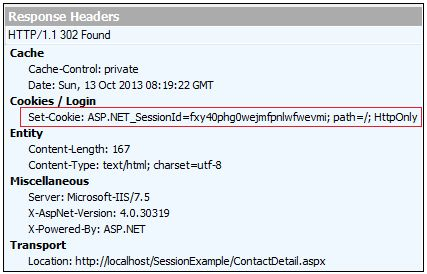 Response Headers
HTTP/1.1 302 Found
Cache
Cache-Control: private
Date: Sun, 13 Oct 2013 08:19:22 GMT
Cookies / Login
Set-Cookie: ASP.NET_SessionId=fxy40phg0wejmfpnlwfwevmi; path=/; HttpOnly
Entity
Content-Length: 167
Content-Type: text/html; charset=utf-8
Miscellaneous
Server: Microsoft-IIS/7.5
X-AspNet-Version: 4.0.30319
X-Powered-By: ASP.NET
Transport
Location: http://localhost/SessionExample/ContactDetail.aspx